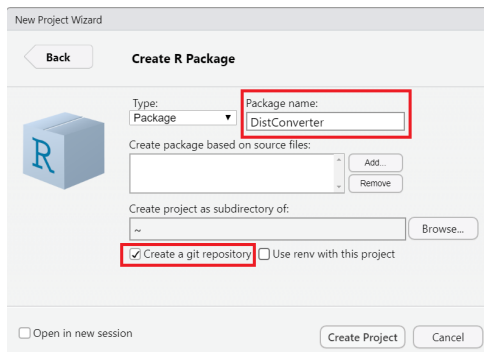 New Project Wizard
Back
Create R Package
R
Type:
Package name:
Package
DistConverter
Create package based on source files:
Add...
Remove
Create project as subdirectory of:
~
Browse...
Create a git repository
Use renv with this project
Open in new session
Create Project
Cancel